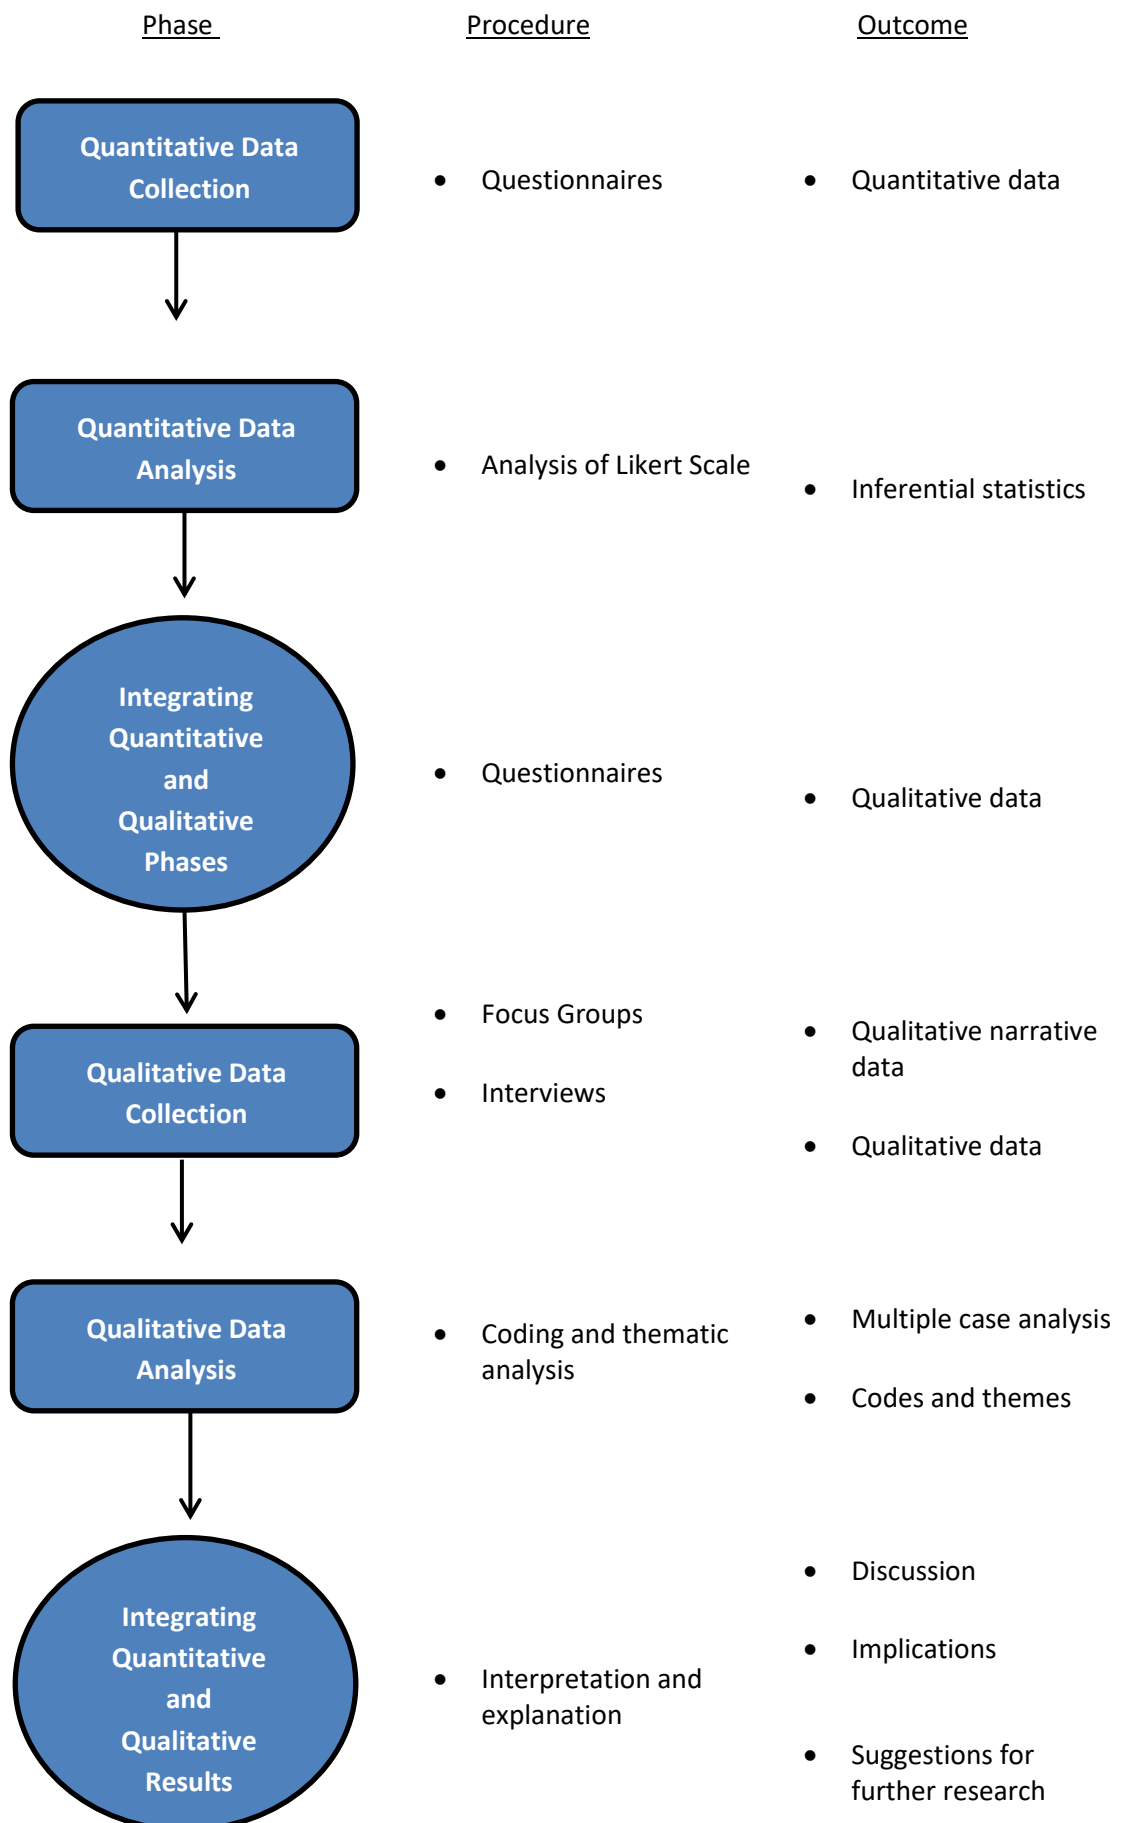 Phase
Procedure
Outcome
Quantitative Data
Collection
• Questionnaires
• Quantitative data
Quantitative Data
Analysis
• Analysis of Likert Scale
• Inferential statistics
Integrating
Quantitative
and
Qualitative
Phases
• Questionnaires
• Qualitative data
Qualitative Data
Collection
• Focus Groups
• Interviews
• Qualitative narrative
data
• Qualitative data
Qualitative Data
Analysis
• Coding and thematic
analysis
• Multiple case analysis
• Codes and themes
Integrating
Quantitative
and
Qualitative
Results
• Interpretation and
explanation
• Discussion
• Implications
• Suggestions for
further research